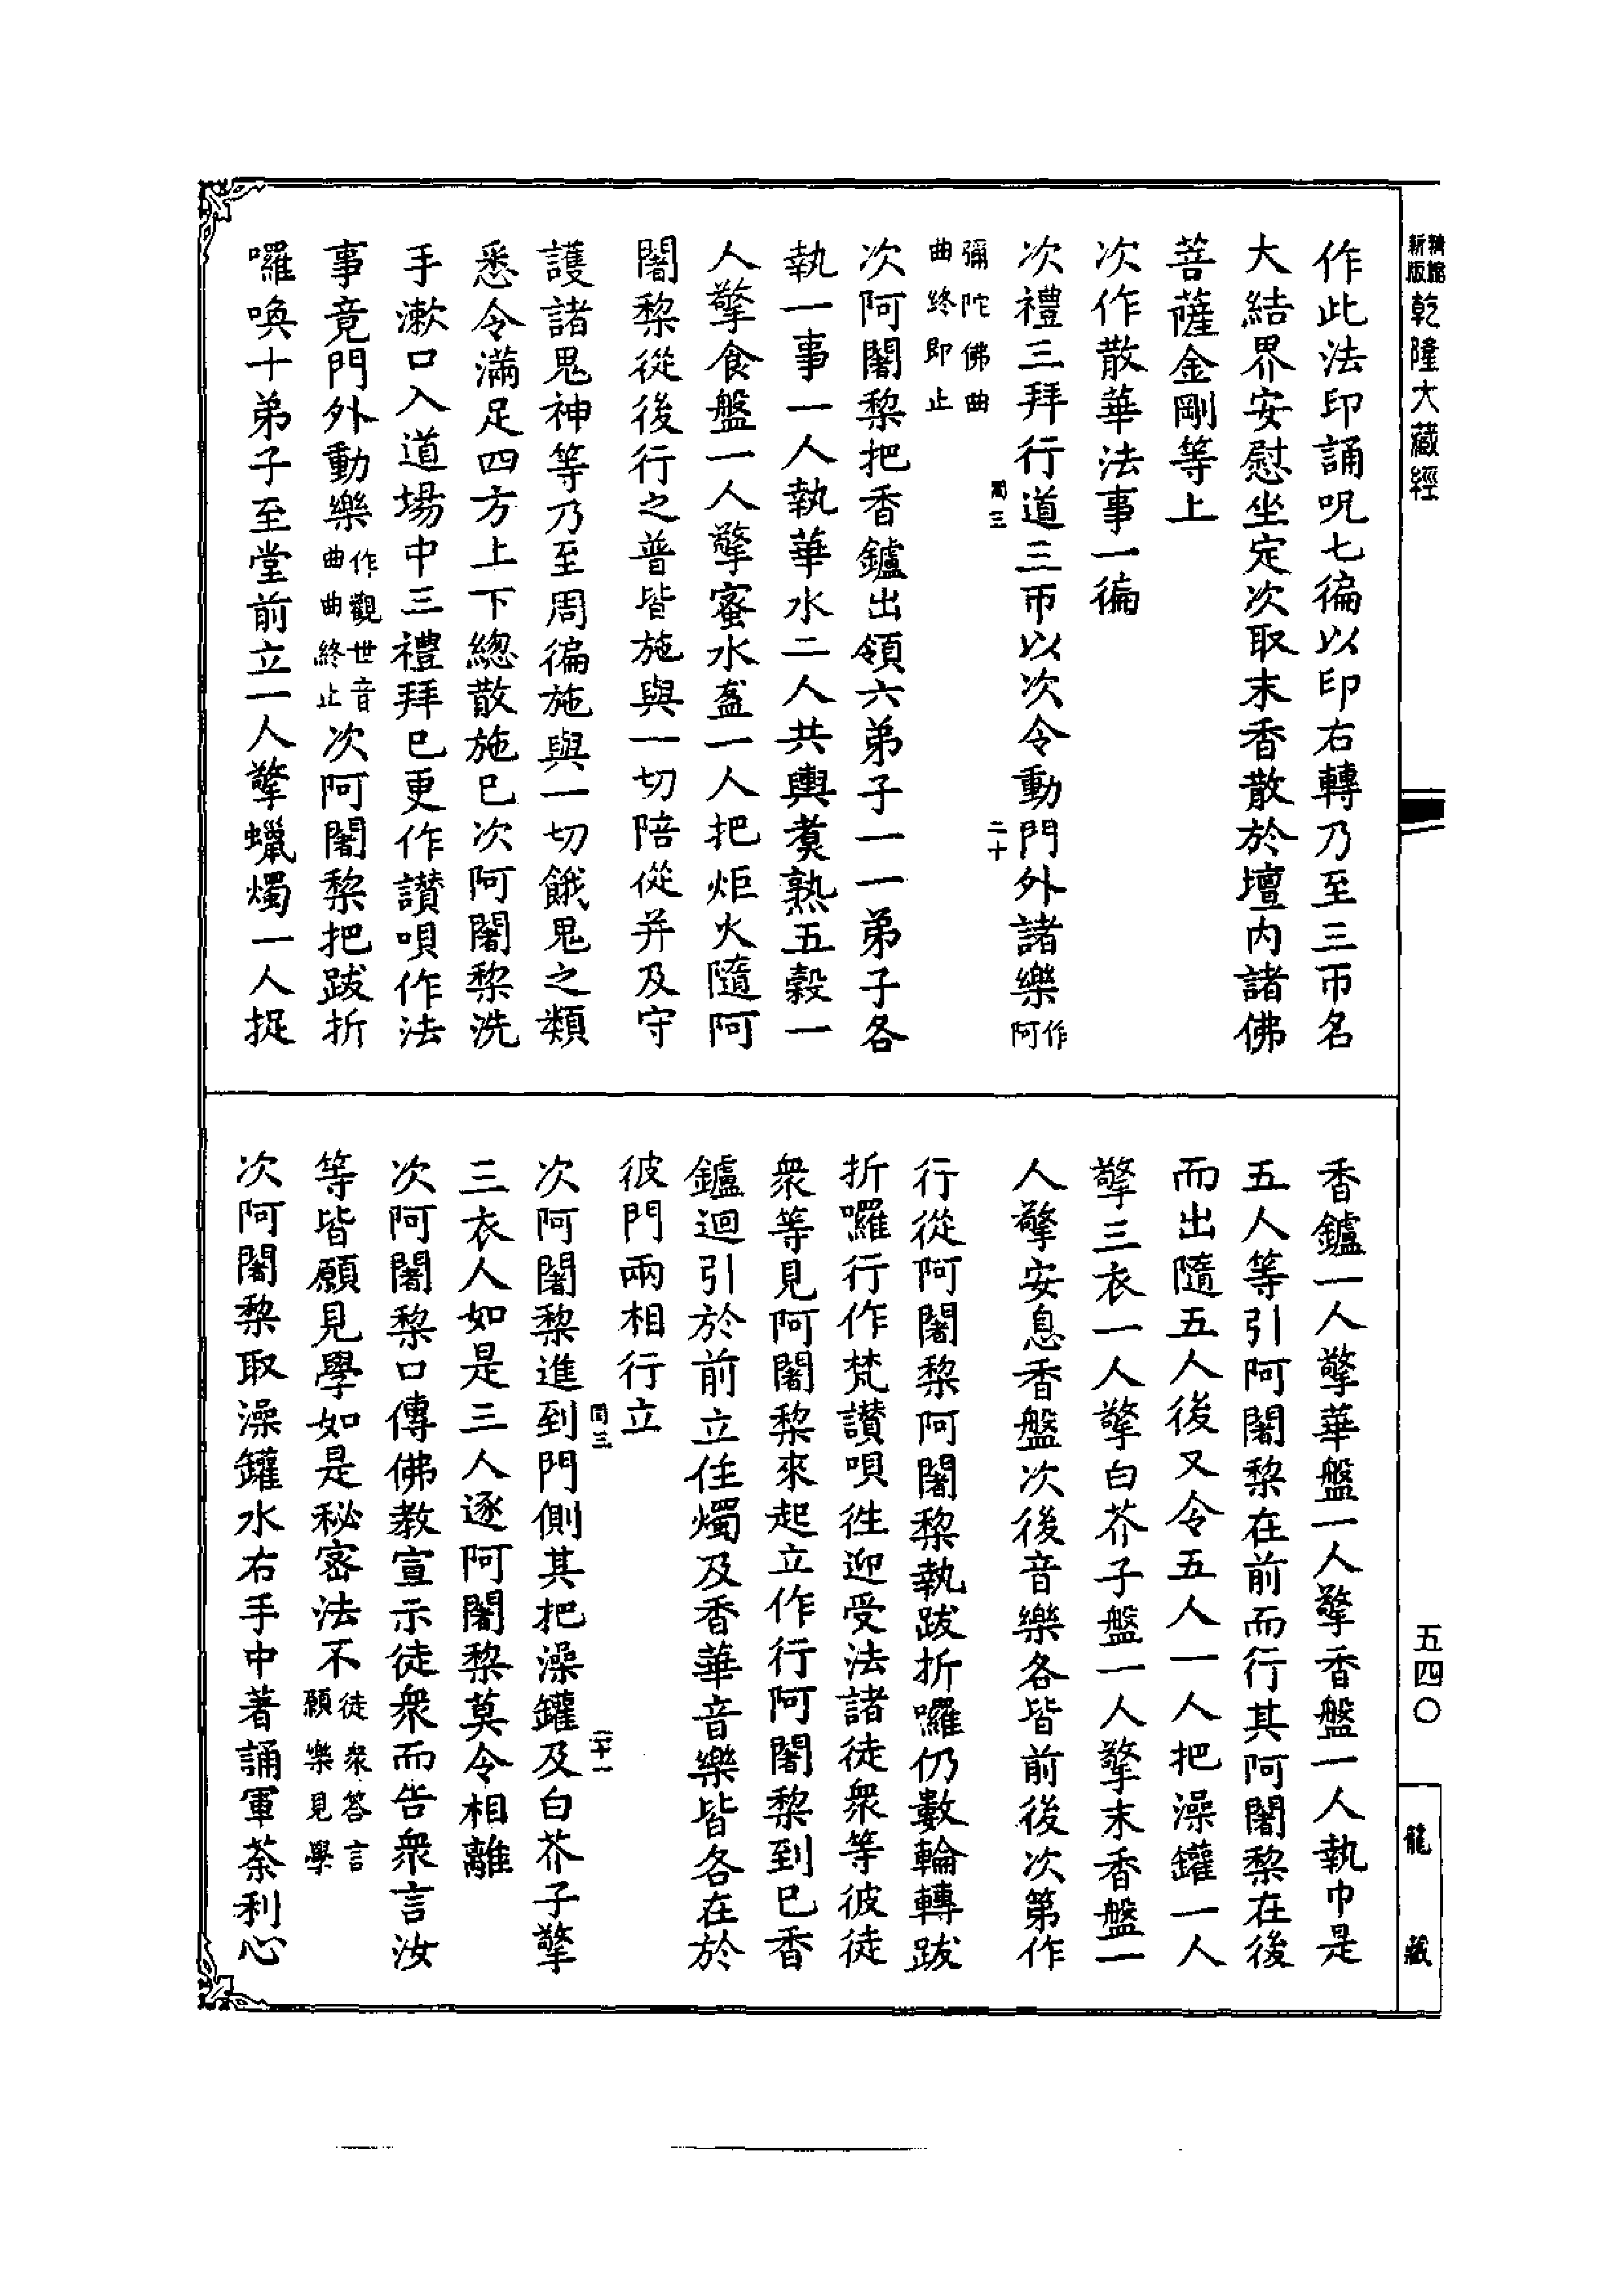 新版 精縮 乾隆大藏經
作此法印誦呪七徧以印右轉乃至三帀名
大結界安慰坐定次取末香散於壇內諸佛
菩薩金剛等上
次作散華法事一徧
次禮三拜行道三帀以次令動門外諸樂作阿
彌陀佛曲曲終即止
次阿闍黎把香鑪出領六弟子一一弟子各
執一事一人執華水二人共輿煑熟五穀一
人擎食盤一人擎蜜水盞一人把炬火隨阿
闍黎從後行之普皆施與一切陪從并及守
護諸鬼神等乃至周徧施與一切餓鬼之類
悉令滿足四方上下總散施已次阿闍黎洗
手漱口入道場中三禮拜已更作讃唄作法
事竟門外動樂作觀世音曲曲終止次阿闍黎把跋折
囉喚十弟子至堂前立一人擎蠟燭一人捉
二十
香鑪一人擎華盤一人擎香盤一人執巾是
五人等引阿闍黎在前而行其阿闍黎在後
而出隨五人後又令五人一人把澡罐一人
擎三衣一人擎白芥子盤一人擎末香盤一
人擎安息香盤次後音樂各皆前後次第作
行從阿闍黎阿闍黎執跋折囉仍數輪轉跋
折囉行作梵讃唄徃迎受法諸徒衆等彼徒
衆等見阿闍黎來起立作行阿闍黎到已香
鑪迴引於前立住燭及香華音樂皆各在於
彼門兩相行立
次阿闍黎進到門側其把澡罐及白芥子擎
三衣人如是三人逐阿闍黎莫令相離
次阿闍黎口傳佛教宣示徒衆而告衆言汝
等皆願見學如是秘密法不徒衆答言願樂見學
次阿闍黎取澡罐水右手中著誦軍荼利心
二十一
五四〇
龍藏